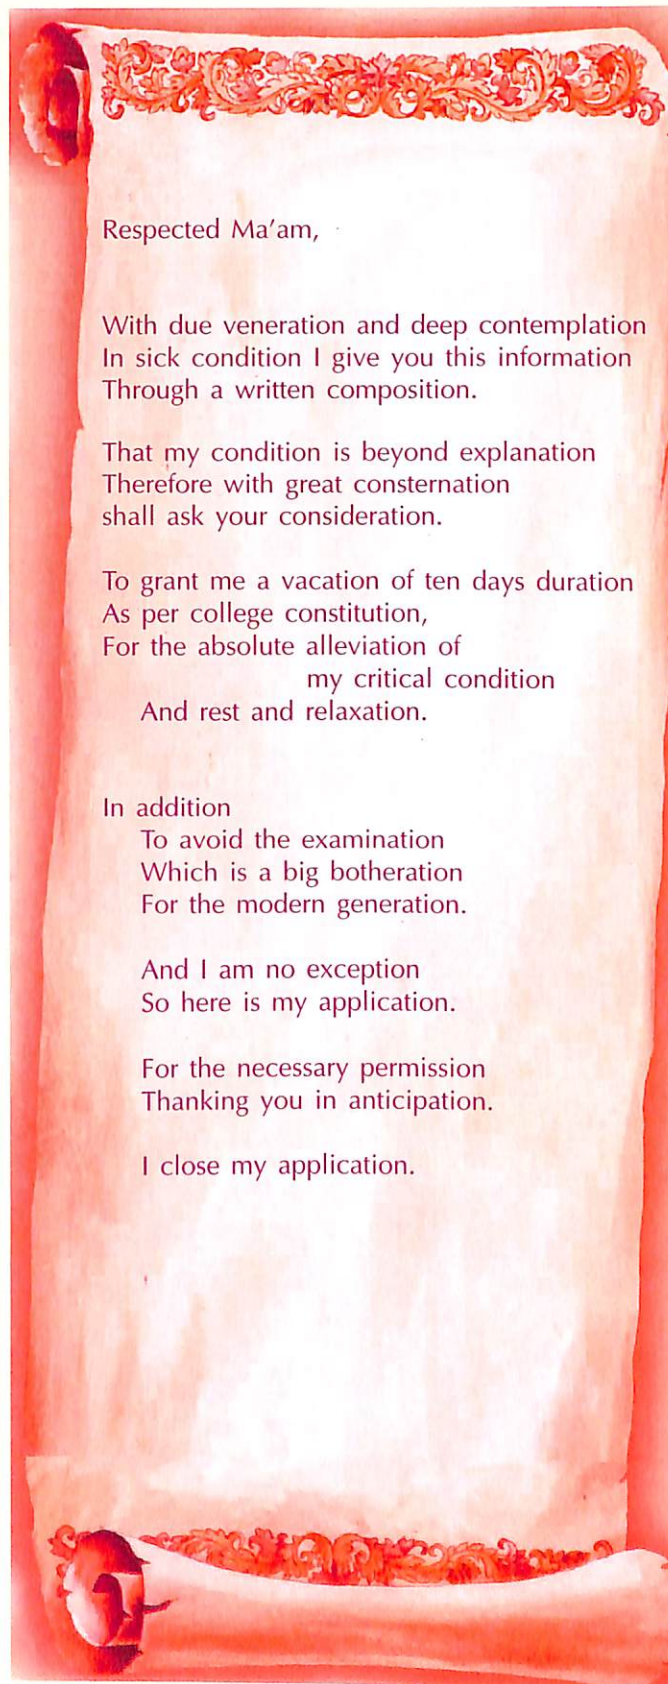 Respected Ma'am,
With due veneration and deep contemplation
In sick condition I give you this information
Through a written composition.
That my condition is beyond explanation
Therefore with great consternation
shall ask your consideration.
To grant me a vacation of ten days duration
As per college constitution,
For the absolute alleviation of
my critical condition
And rest and relaxation.
In addition
To avoid the examination
Which is a big botheration
For the modern generation.
And I am no exception
So here is my application.
For the necessary permission
Thanking you in anticipation.
I close my application.